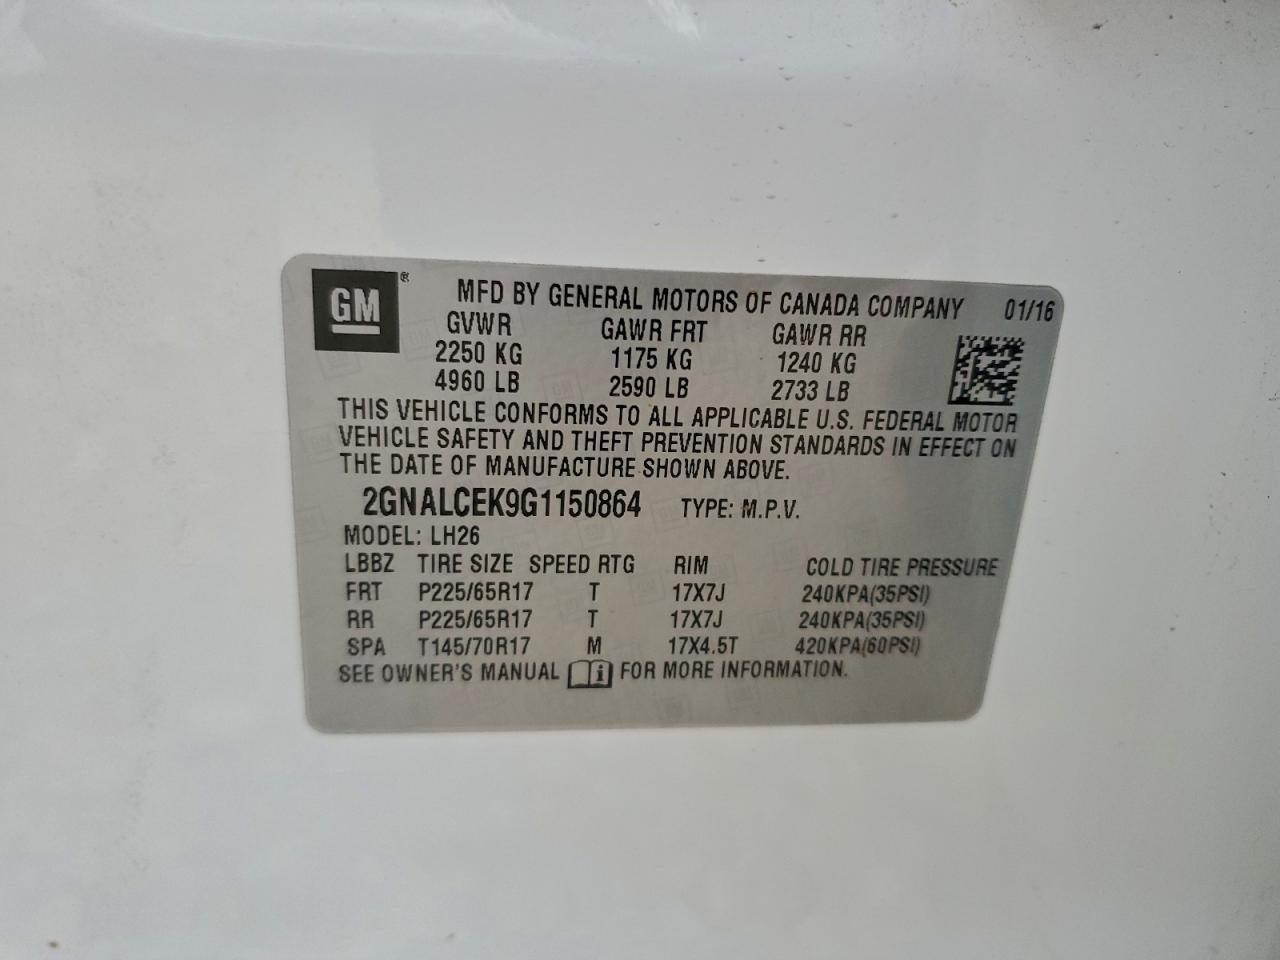 GM ®
MFD BY GENERAL MOTORS OF CANADA COMPANY 01/16
GVWR GAWR FRT GAWR RR
2250 KG 1175 KG 1240 KG
4960 LB 2590 LB 2733 LB
THIS VEHICLE CONFORMS TO ALL APPLICABLE U.S. FEDERAL MOTOR
VEHICLE SAFETY AND THEFT PREVENTION STANDARDS IN EFFECT ON
THE DATE OF MANUFACTURE SHOWN ABOVE.
2GNALCEK9G1150864 TYPE: M.P.V.
MODEL: LH26
LBBZ TIRE SIZE SPEED RTG RIM COLD TIRE PRESSURE
FRT P225/65R17 T 17X7J 240KPA(35PSI)
RR P225/65R17 T 17X7J 240KPA(35PSI)
SPA T145/70R17 M 17X4.5T 420KPA(60PSI)
SEE OWNER'S MANUAL i FOR MORE INFORMATION.